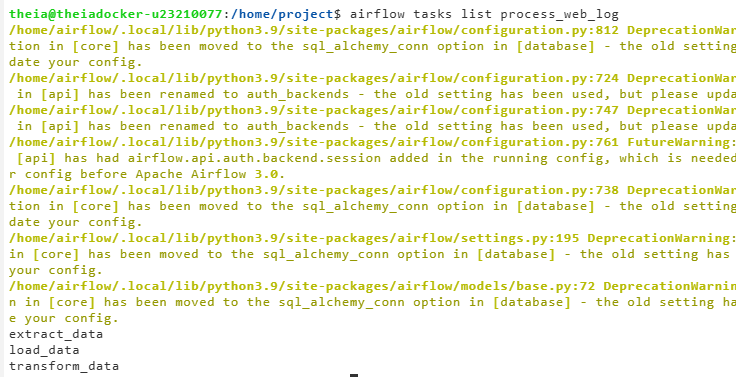 theia@theiadocker-u23210077:/home/project$ airflow tasks list process_web_log
/home/airflow/.local/lib/python3.9/site-packages/airflow/configuration.py:812 DeprecationWar
tion in [core] has been moved to the sql_alchemy_conn option in [database] - the old setting
date your config.
/home/airflow/.local/lib/python3.9/site-packages/airflow/configuration.py:724 DeprecationWar
 in [api] has been renamed to auth_backends - the old setting has been used, but please upda
/home/airflow/.local/lib/python3.9/site-packages/airflow/configuration.py:747 DeprecationWar
 in [api] has been renamed to auth_backends - the old setting has been used, but please upda
/home/airflow/.local/lib/python3.9/site-packages/airflow/configuration.py:761 FutureWarning:
 [api] has had airflow.api.auth.backend.session added in the running config, which is needed
r config before Apache Airflow 3.0.
/home/airflow/.local/lib/python3.9/site-packages/airflow/configuration.py:738 DeprecationWar
tion in [core] has been moved to the sql_alchemy_conn option in [database] - the old setting
date your config.
/home/airflow/.local/lib/python3.9/site-packages/airflow/settings.py:195 DeprecationWarning:
in [core] has been moved to the sql_alchemy_conn option in [database] - the old setting has
your config.
/home/airflow/.local/lib/python3.9/site-packages/airflow/models/base.py:72 DeprecationWarnin
n in [core] has been moved to the sql_alchemy_conn option in [database] - the old setting ha
e your config.
extract_data
load_data
transform_data